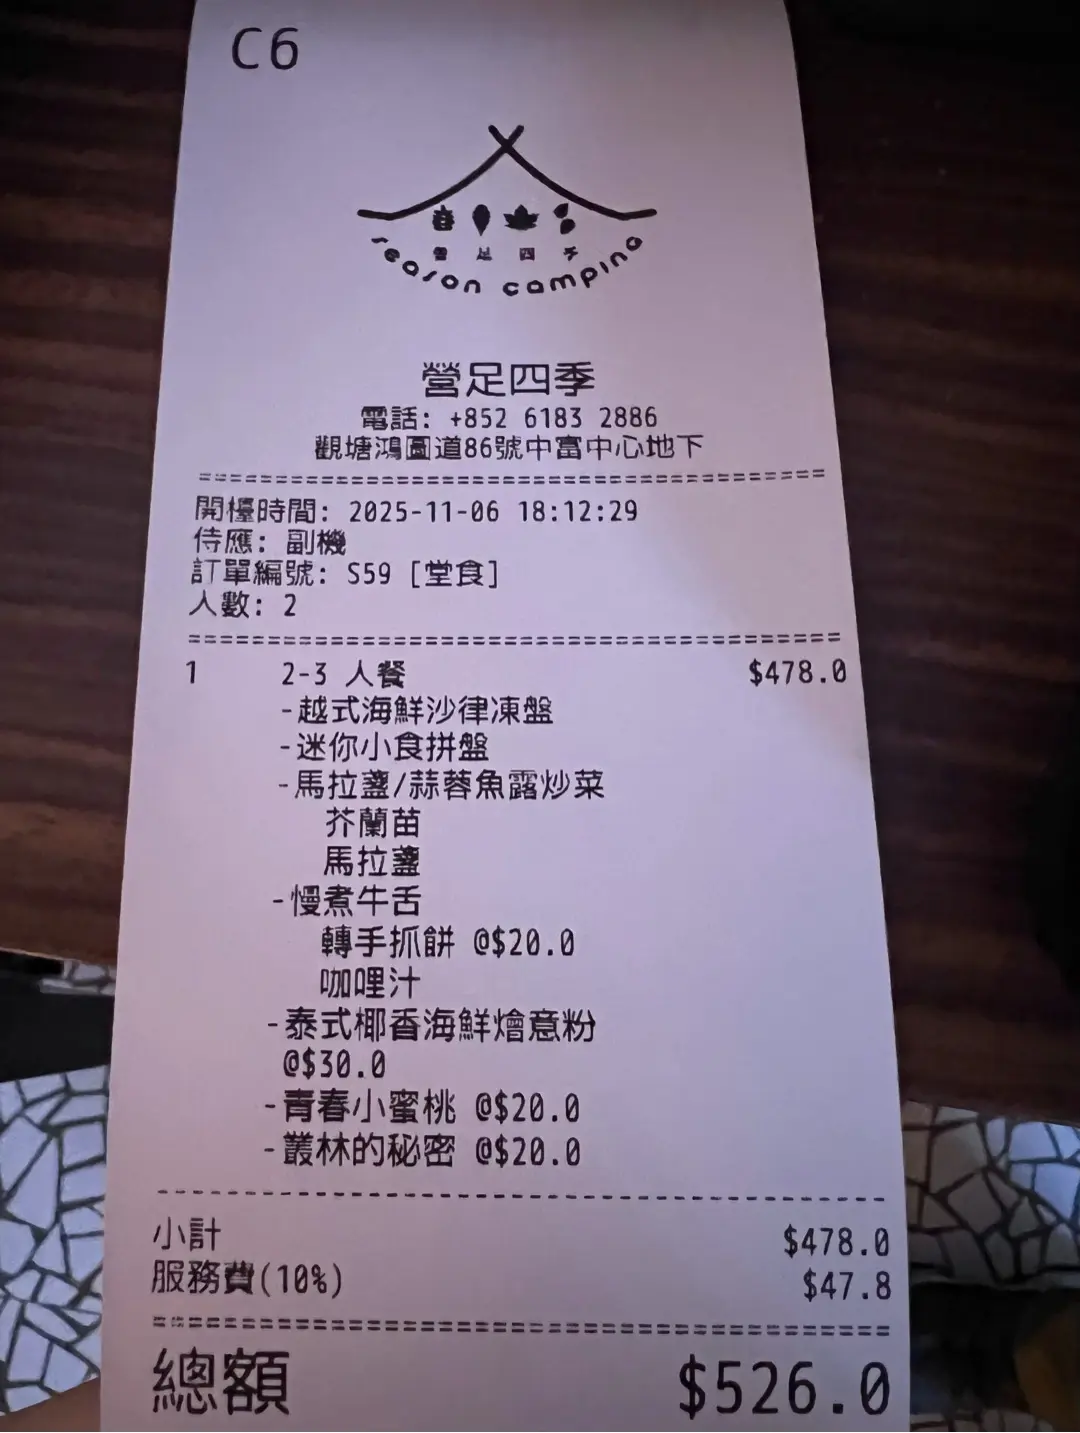 C6
營足四季
season camping
營足四季
電話: +852 6183 2886
觀塘鴻圖道86號中富中心地下
開檯時間: 2025-11-06 18:12:29
侍應: 副機
訂單編號: S59 [堂食]
人數: 2
1 2-3 人餐 $478.0
-越式海鮮沙律凍盤
-迷你小食拼盤
-馬拉盞/蒜蓉魚露炒菜
芥蘭苗
馬拉盞
-慢煮牛舌
轉手抓餅 @$20.0
咖哩汁
-泰式椰香海鮮燴意粉
@$30.0
-青春小蜜桃 @$20.0
-叢林的秘密 @$20.0
小計 $478.0
服務費(10%) $47.8
總額 $526.0